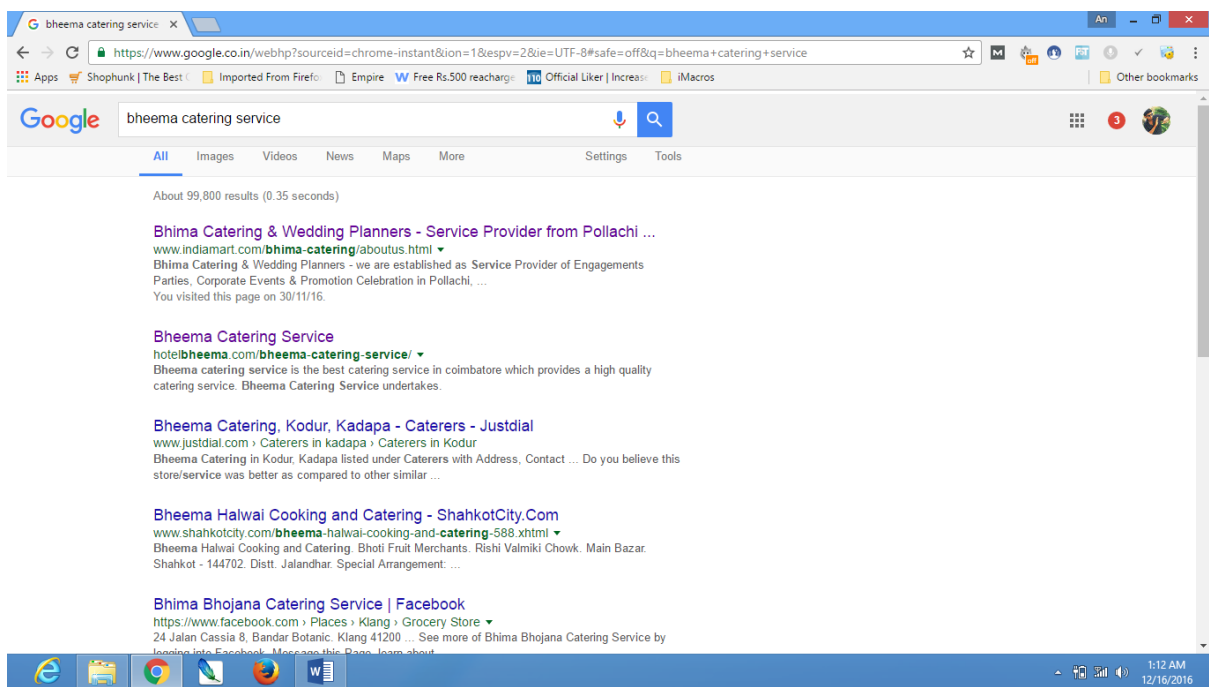 bheema catering service
An
https://www.google.co.in/webhp?sourceid=chrome-instant&ion=1&espv=2&ie=UTF-8#safe=off&q=bheema+catering+service
Apps Shophunk | The Best Imported From Firefo Empire Free Rs.500 reacharge 110 Official Liker | Increase iMacros Other bookmarks
Google bheema catering service 3
All Images Videos News Maps More Settings Tools
About 99,800 results (0.35 seconds)
Bhima Catering & Wedding Planners - Service Provider from Pollachi ...
www.indiamart.com/bhima-catering/aboutus.html
Bhima Catering & Wedding Planners - we are established as Service Provider of Engagements
Parties, Corporate Events & Promotion Celebration in Pollachi, ...
You visited this page on 30/11/16.
Bheema Catering Service
hotelbheema.com/bheema-catering-service/
Bheema catering service is the best catering service in coimbatore which provides a high quality
catering service. Bheema Catering Service undertakes.
Bheema Catering, Kodur, Kadapa - Caterers - Justdial
www.justdial.com › Caterers in kadapa › Caterers in Kodur
Bheema Catering in Kodur, Kadapa listed under Caterers with Address, Contact ... Do you believe this
store/service was better as compared to other similar ...
Bheema Halwai Cooking and Catering - ShahkotCity.Com
www.shahkotcity.com/bheema-halwai-cooking-and-catering-588.xhtml
Bheema Halwai Cooking and Catering. Bhoti Fruit Merchants. Rishi Valmiki Chowk. Main Bazar.
Shahkot - 144702. Distt. Jalandhar. Special Arrangement: ...
Bhima Bhojana Catering Service | Facebook
https://www.facebook.com › Places › Klang › Grocery Store
24 Jalan Cassia 8, Bandar Botanic. Klang 41200 ... See more of Bhima Bhojana Catering Service by
logging into Facebook. Message this Page, learn about
1:12 AM
12/16/2016